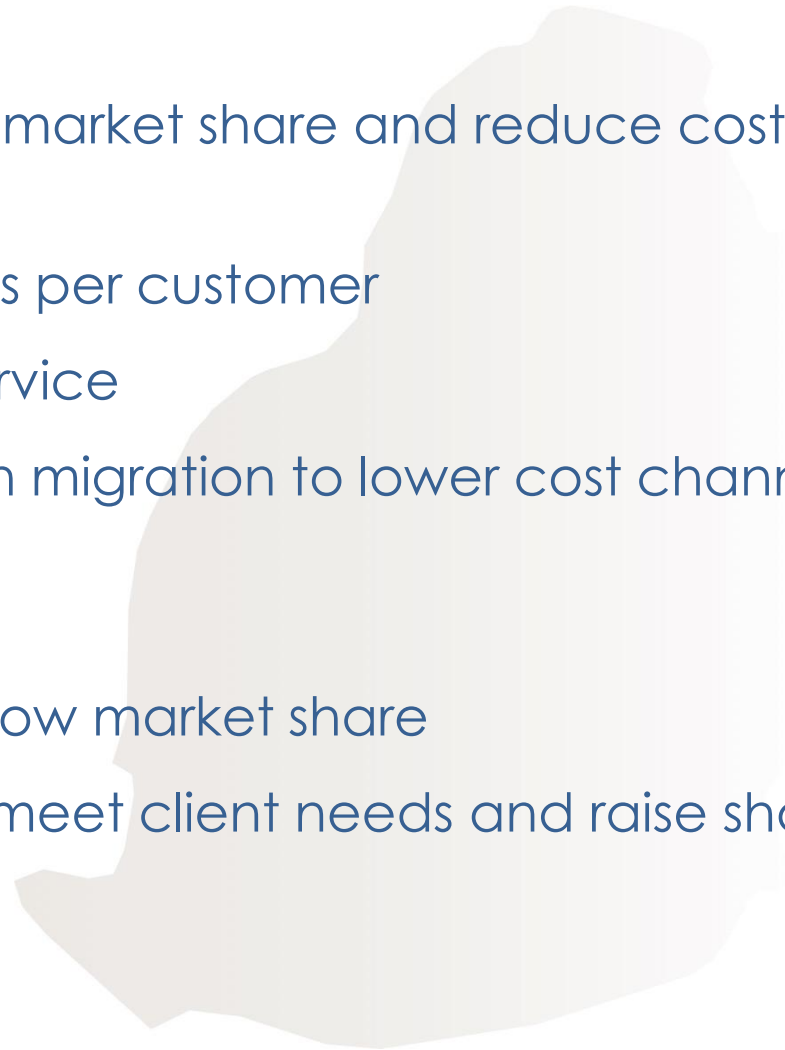 market share and reduce cost
s per customer
rvice
n migration to lower cost chann
ow market share
meet client needs and raise sha